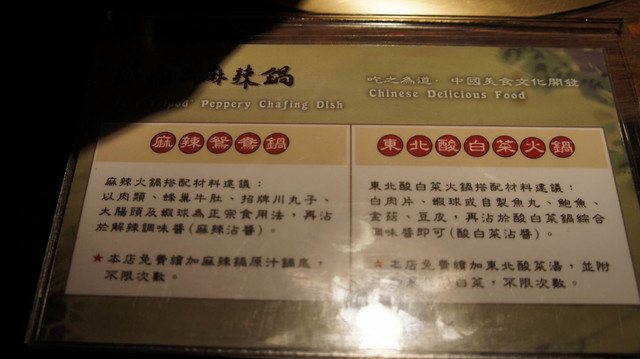 麻辣鍋
Peppery Chafing Dish
吃之為道．中國美食文化開發
Chinese Delicious Food
麻辣鴛鴦鍋
麻辣火鍋搭配材料建議：
以肉類、蜂巢牛肚、招牌川丸子、
大腸頭及蝦球為正宗食用法，再沾
於解辣調味醬(麻辣沾醬)。
★本店免費續加麻辣鍋原汁鍋底，
不限次數。
東北酸白菜火鍋
東北酸白菜火鍋搭配材料建議：
白肉片、蝦球或自製魚丸、鮑魚、
金菇、豆皮，再沾於酸白菜鍋綜合
調味醬即可(酸白菜沾醬)。
★本店免費續加東北酸菜湯，並附
白菜，不限次數。